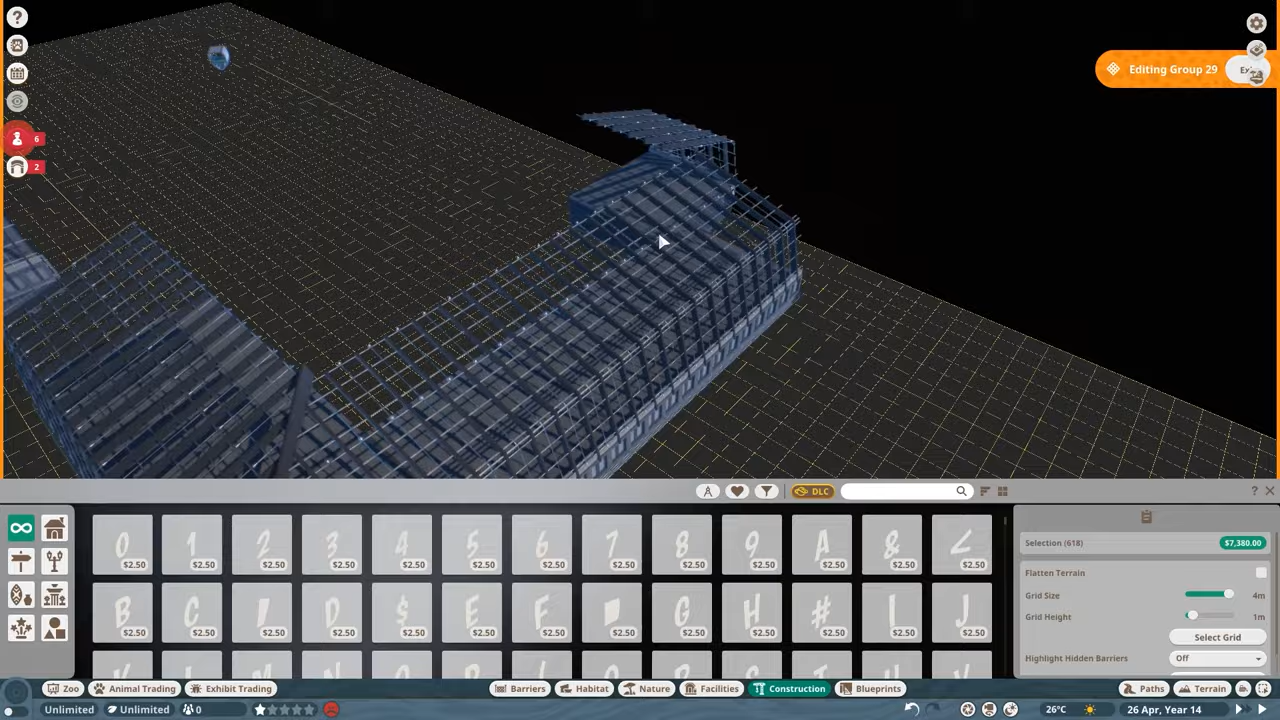 ?
Editing Group 29
6
2
DLC
?
0 1 2 3 4 5 6 7 8 9 A & <
$2.50 $2.50 $2.50 $2.50 $2.50 $2.50 $2.50 $2.50 $2.50 $2.50 $2.50 $2.50 $2.50
B C D $ E F G H # I J
$2.50 $2.50 $2.50 $2.50 $2.50 $2.50 $2.50 $2.50 $2.50 $2.50 $2.50 $2.50 $2.50
Selection (618) $7,380.00
Flatten Terrain
Grid Size 4m
Grid Height 1m
Select Grid
Highlight Hidden Barriers Off
Zoo Animal Trading Exhibit Trading Barriers Habitat Nature Facilities Construction Blueprints Paths Terrain
Unlimited Unlimited 0 26°C 26 Apr, Year 14